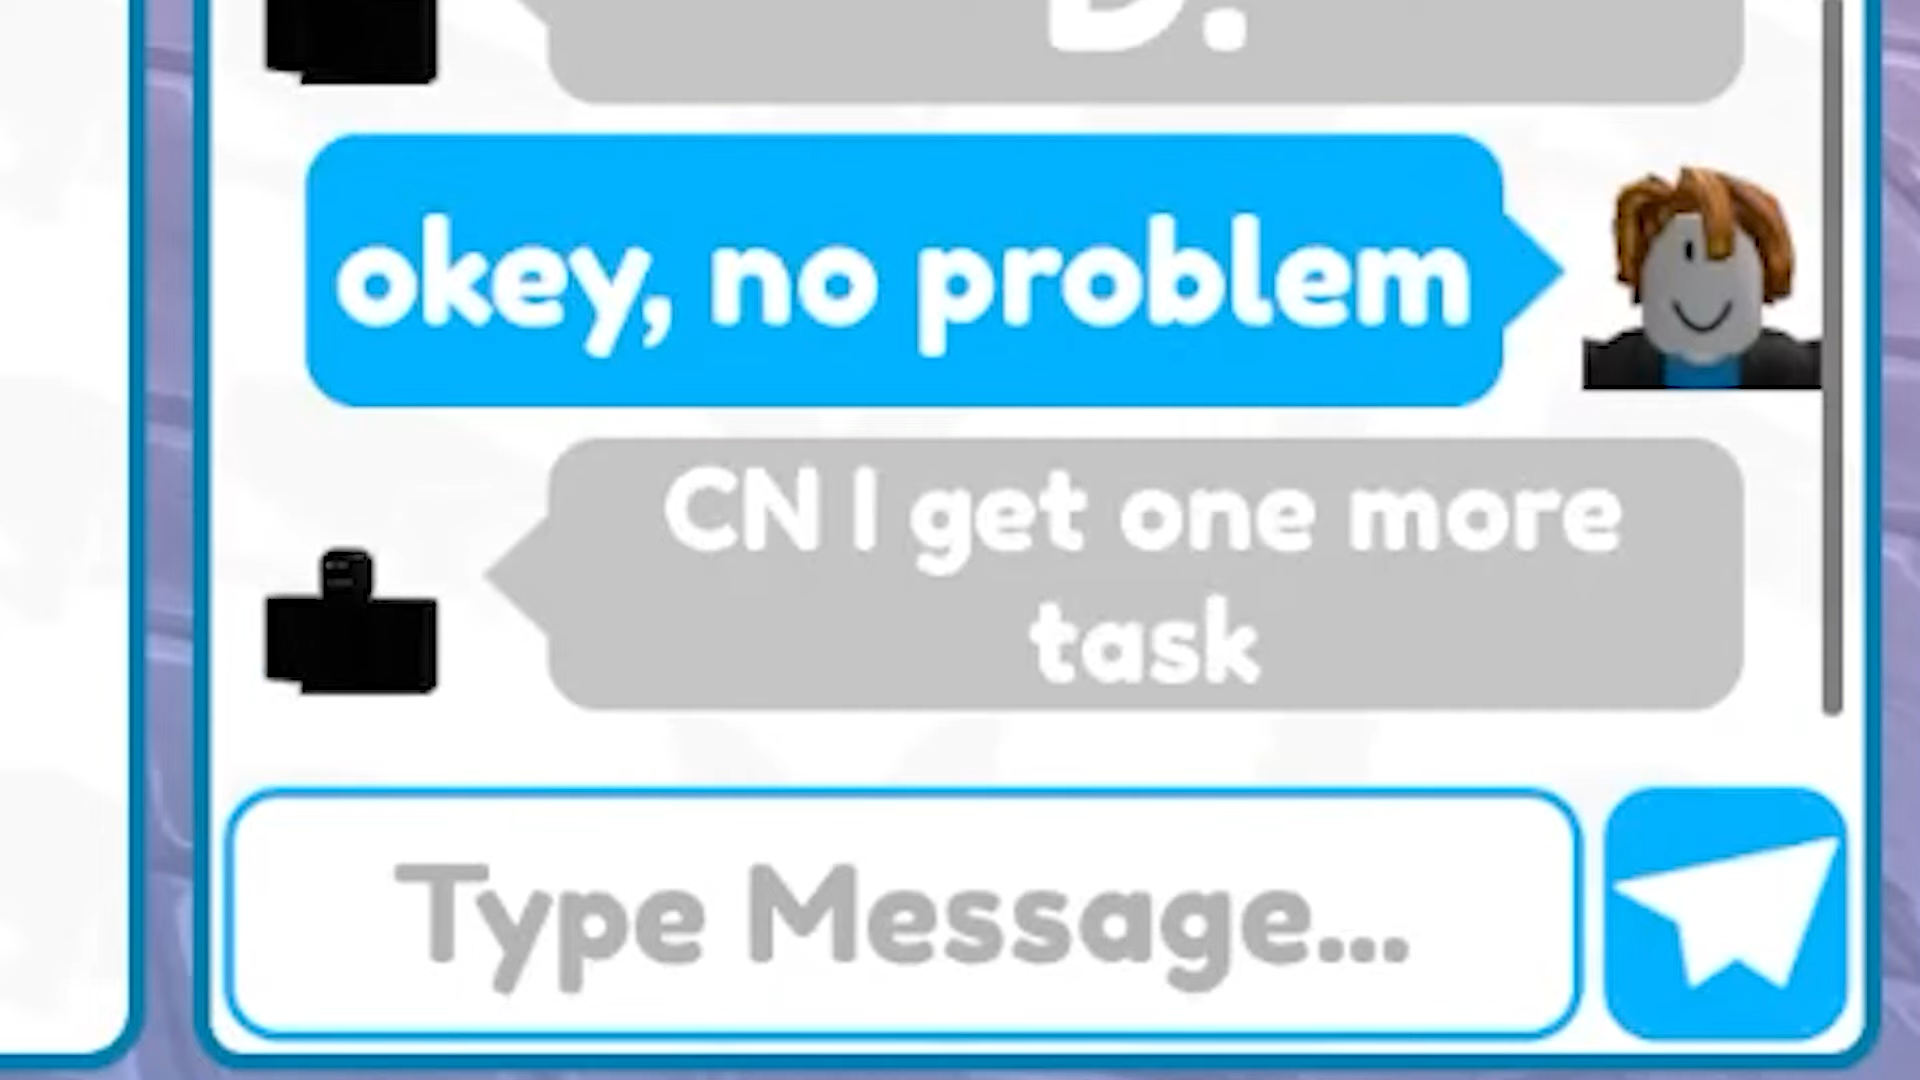 D.
okey, no problem
CN I get one more
task
Type Message...